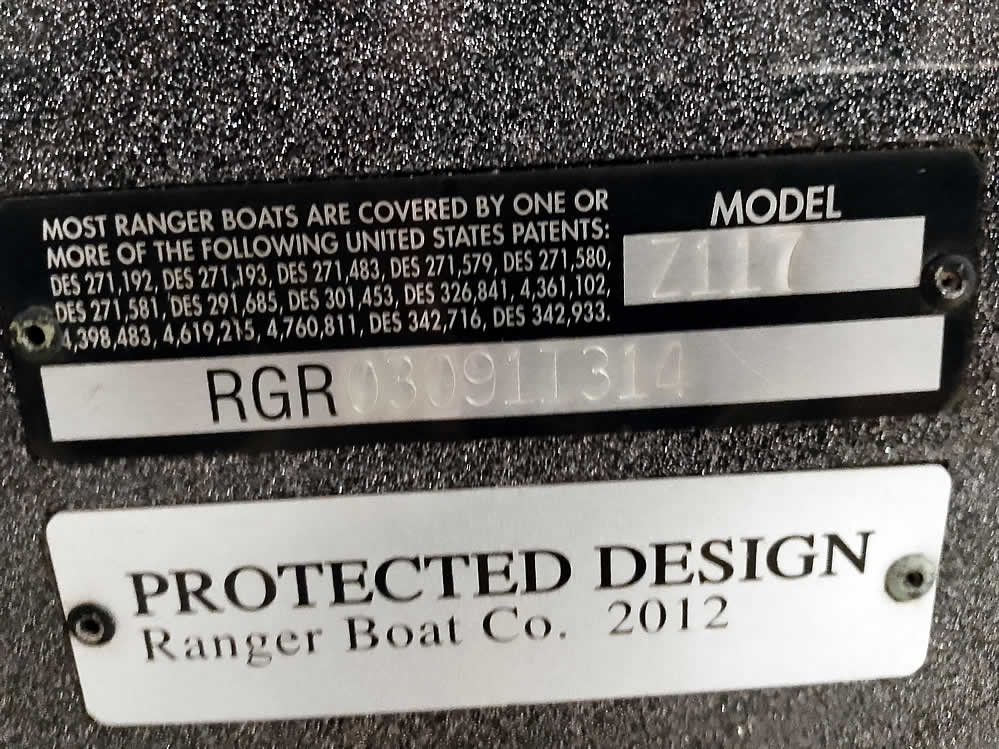 MOST RANGER BOATS ARE COVERED BY ONE OR
MORE OF THE FOLLOWING UNITED STATES PATENTS:
DES 271,192, DES 271,193, DES 271,483, DES 271,579, DES 271,580,
DES 271,581, DES 291,685, DES 301,453, DES 326,841, 4,361,102,
4,398,483, 4,619,215, 4,760,811, DES 342,716, DES 342,933.
MODEL
Z117
RGR03091I314
PROTECTED DESIGN
Ranger Boat Co. 2012